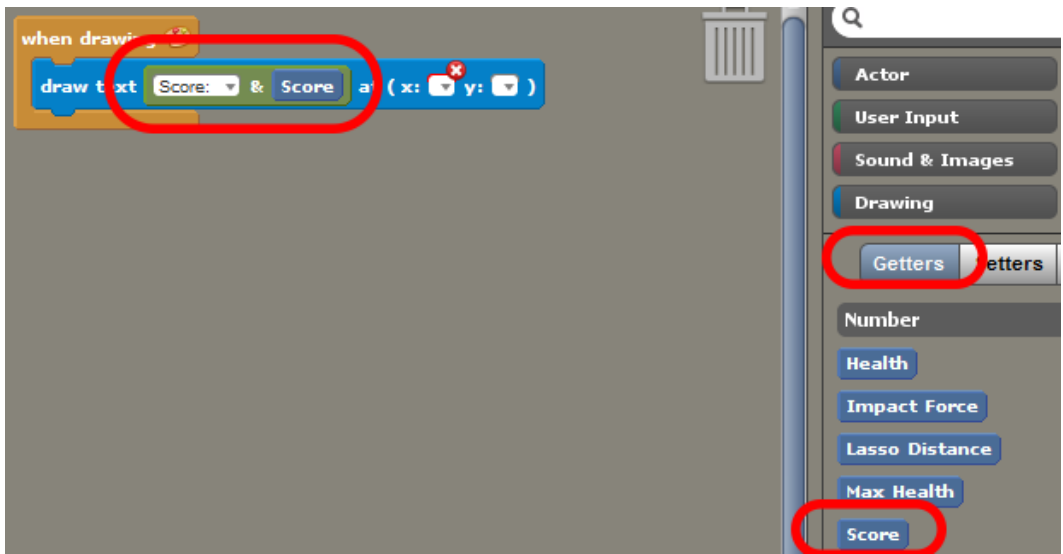 when drawing
draw text Score: & Score at ( x: y: )
Actor
User Input
Sound & Images
Drawing
Getters
Number
Health
Impact Force
Lasso Distance
Max Health
Score